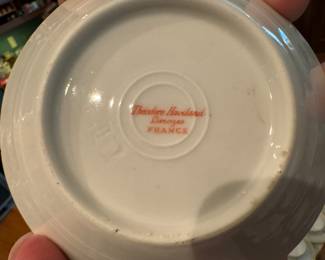 Theodore Haviland
Limoges
FRANCE